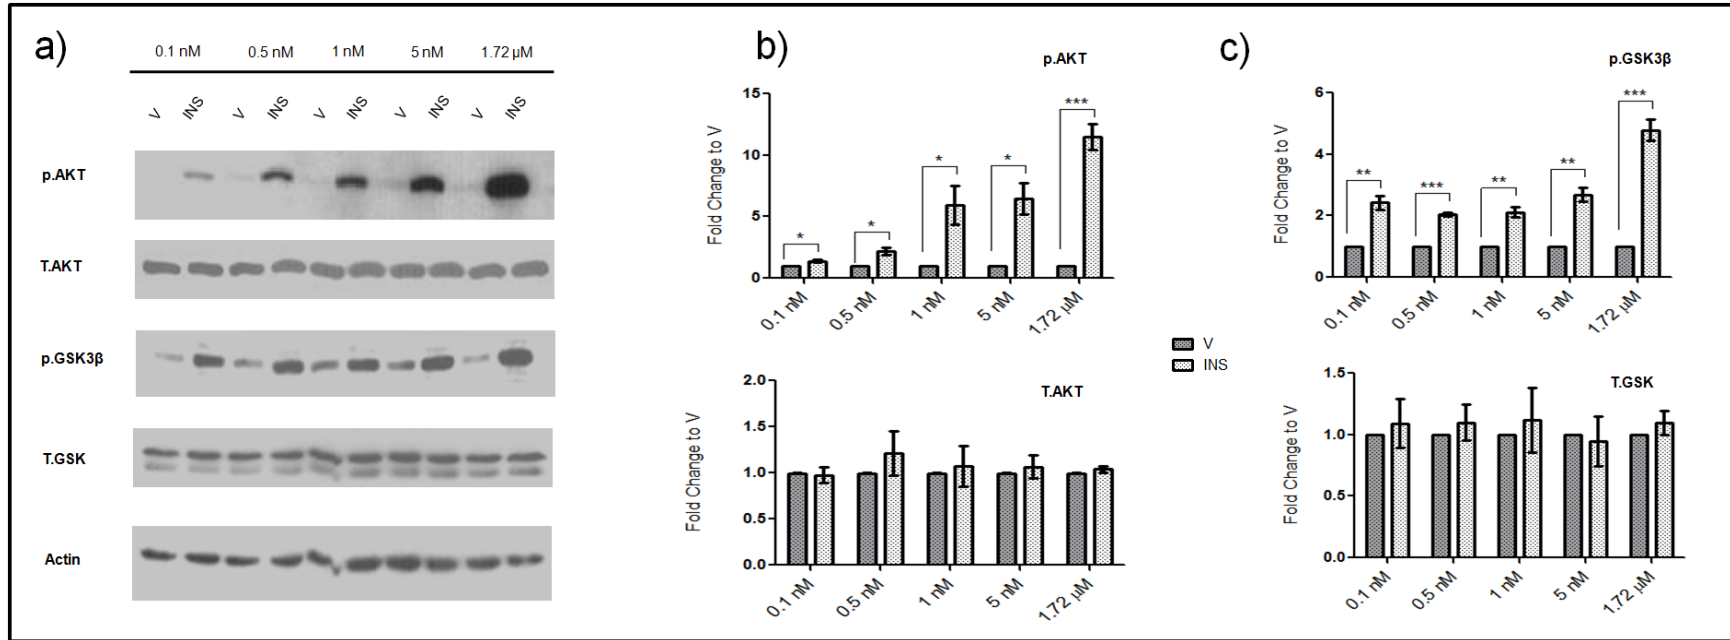 a)
0.1 nM 0.5 nM 1 nM 5 nM 1.72 µM
V INS V INS V INS V INS V INS
p.AKT
T.AKT
p.GSK3β
T.GSK
Actin
b)
p.AKT
Fold Change to V
15
10
5
0
* * * * ***
0.1 nM 0.5 nM 1 nM 5 nM 1.72 µM
T.AKT
Fold Change to V
2.0
1.5
1.0
0.5
0.0
0.1 nM 0.5 nM 1 nM 5 nM 1.72 µM
V
INS
c)
p.GSK3β
Fold Change to V
6
4
2
0
** *** ** ** ***
0.1 nM 0.5 nM 1 nM 5 nM 1.72 µM
T.GSK
Fold Change to V
1.5
1.0
0.5
0.0
0.1 nM 0.5 nM 1 nM 5 nM 1.72 µM